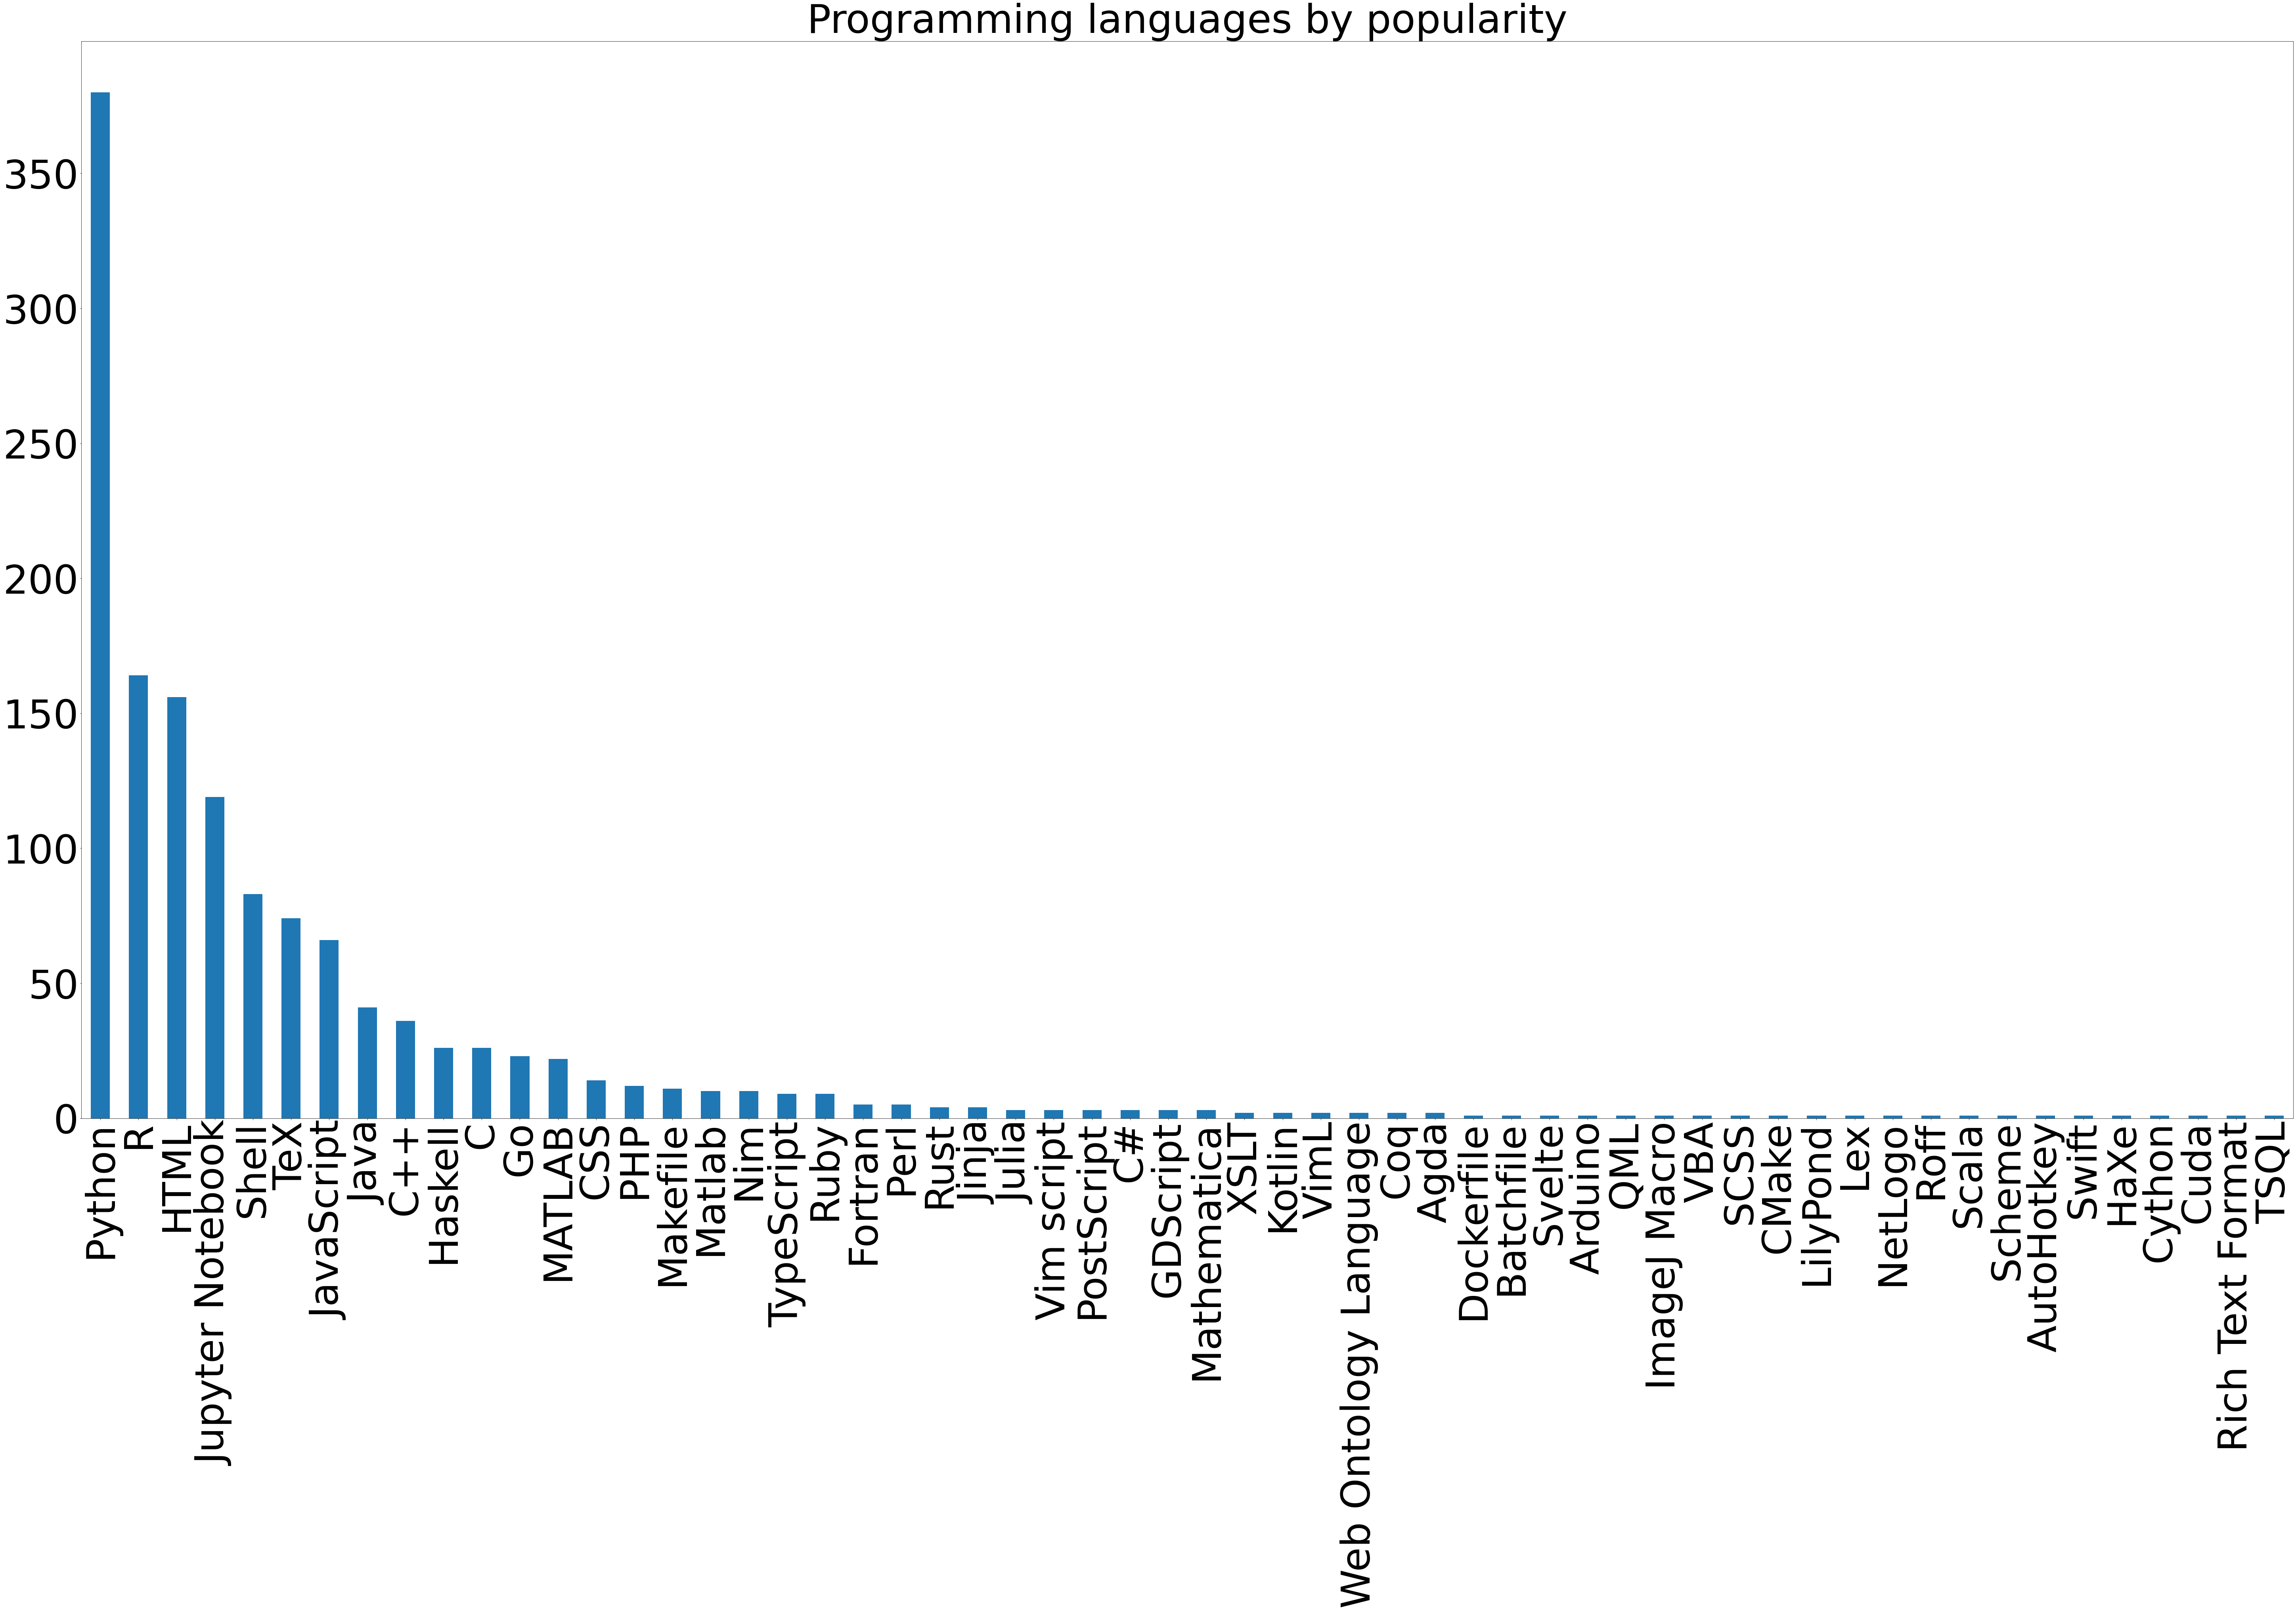 Programming languages by popularity
350
300
250
200
150
100
50
0
Python
R
HTML
Jupyter Notebook
Shell
TeX
JavaScript
Java
C++
Haskell
C
Go
MATLAB
CSS
PHP
Makefile
Matlab
Nim
TypeScript
Ruby
Fortran
Perl
Rust
Jinja
Julia
Vim script
PostScript
C#
GDScript
Mathematica
XSLT
Kotlin
VimL
Web Ontology Language
Coq
Agda
Dockerfile
Batchfile
Svelte
Arduino
QML
ImageJ Macro
VBA
SCSS
CMake
LillyPond
Lex
NetLogo
Roff
Scala
Scheme
AutoHotkey
Swift
HaXe
Cython
Cuda
Rich Text Format
TSQL